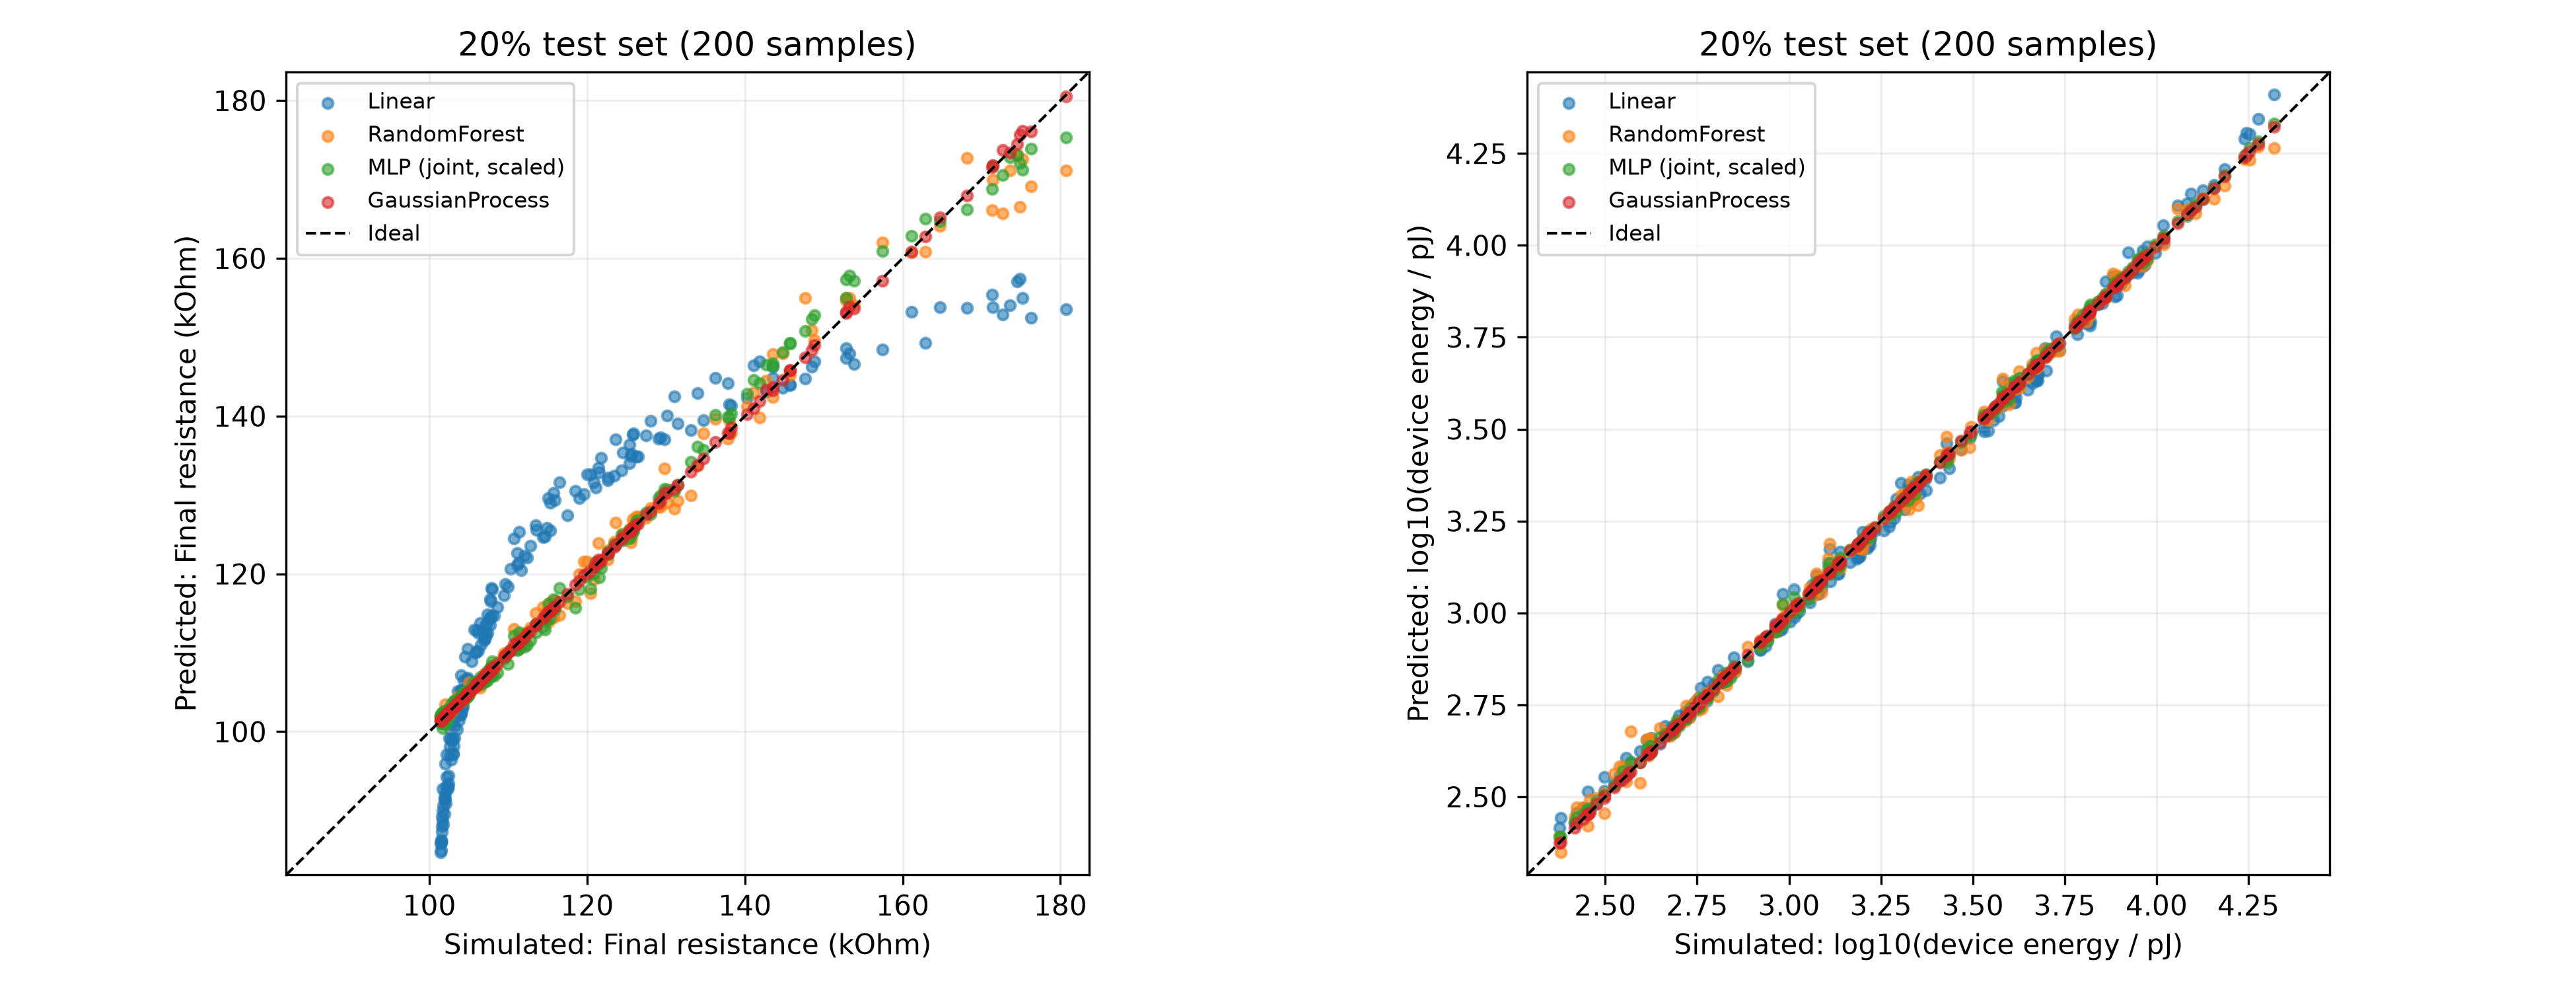 20% test set (200 samples)
Linear
RandomForest
MLP (joint, scaled)
GaussianProcess
Ideal
180
160
140
120
100
Predicted: Final resistance (kOhm)
100 120 140 160 180
Simulated: Final resistance (kOhm)
20% test set (200 samples)
Linear
RandomForest
MLP (joint, scaled)
GaussianProcess
Ideal
4.25
4.00
3.75
3.50
3.25
3.00
2.75
2.50
Predicted: log10(device energy / pJ)
2.50 2.75 3.00 3.25 3.50 3.75 4.00 4.25
Simulated: log10(device energy / pJ)